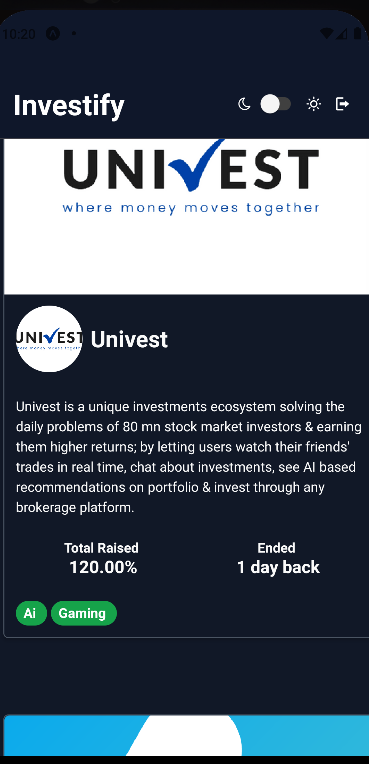 10:20
Investify
UNIVEST
where money moves together
UNIVEST
Univest
Univest is a unique investments ecosystem solving the
daily problems of 80 mn stock market investors & earning
them higher returns; by letting users watch their friends'
trades in real time, chat about investments, see AI based
recommendations on portfolio & invest through any
brokerage platform.
Total Raised
Ended
120.00%
1 day back
Ai
Gaming